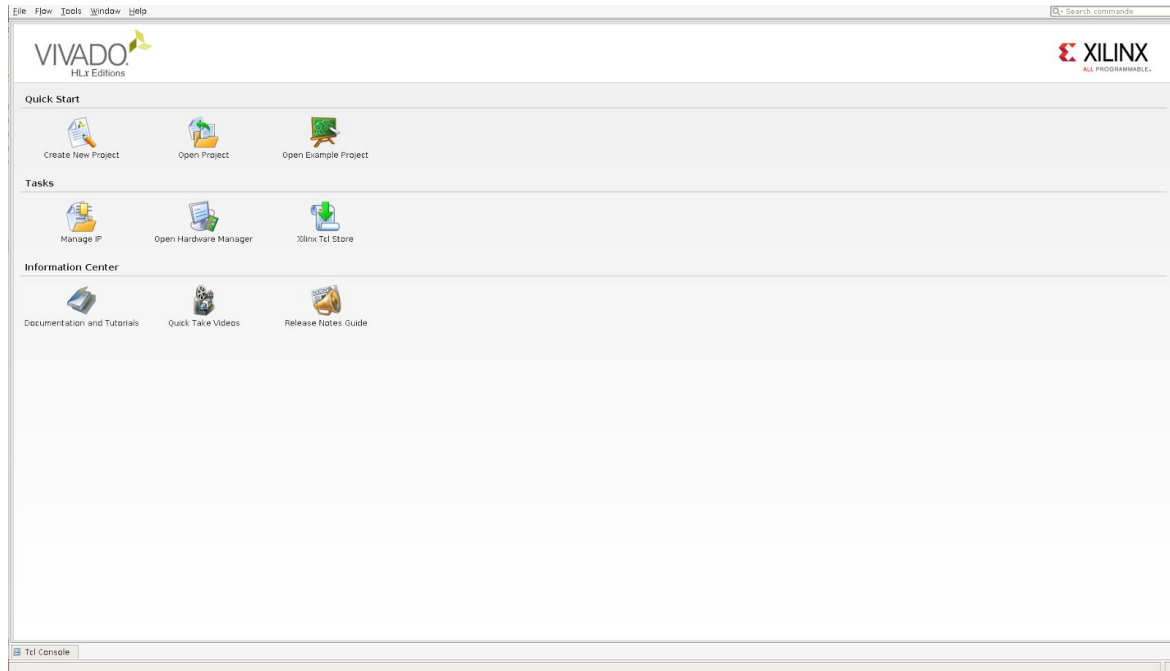 File Flow Tools Window Help
Search commands
VIVADO.
HLx Editions
XILINX
ALL PROGRAMMABLE.
Quick Start
Create New Project
Open Project
Open Example Project
Tasks
Manage IP
Open Hardware Manager
Xilinx Tcl Store
Information Center
Documentation and Tutorials
Quick Take Videos
Release Notes Guide
Tcl Console